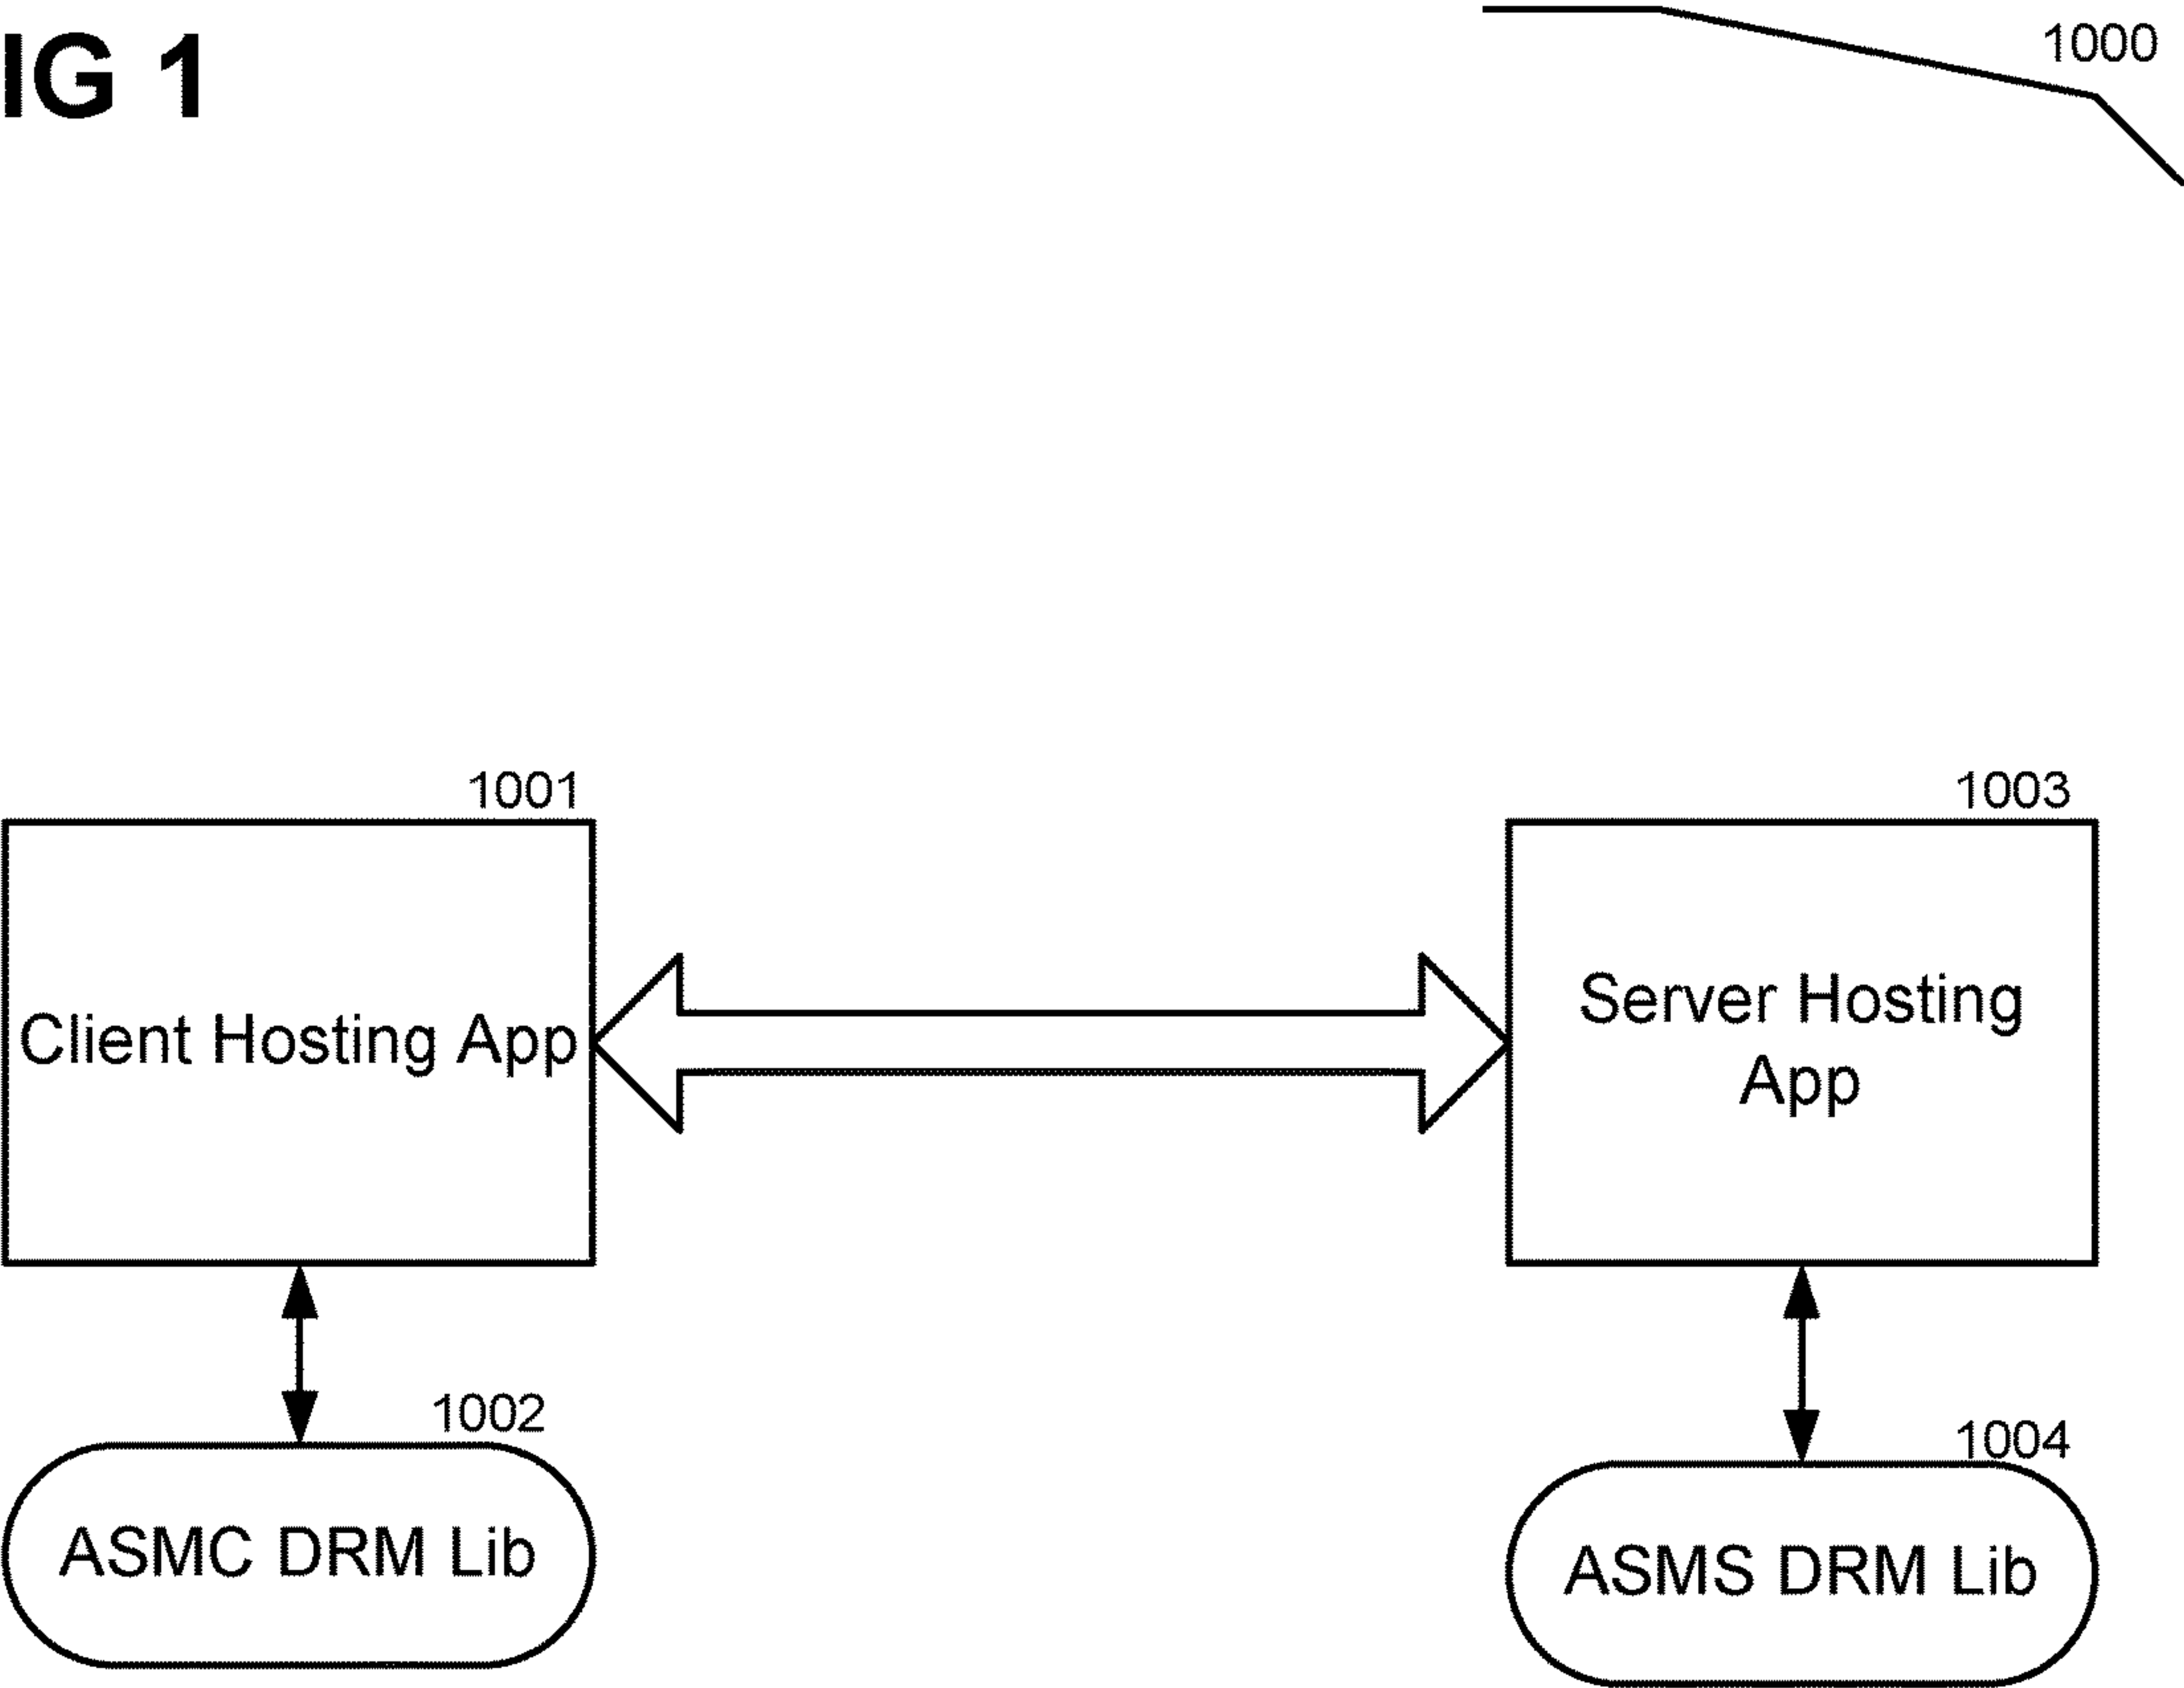 IG 1
1000
1001
1003
Client Hosting App
Server Hosting
App
1002
1004
ASMC DRM Lib
ASMS DRM Lib